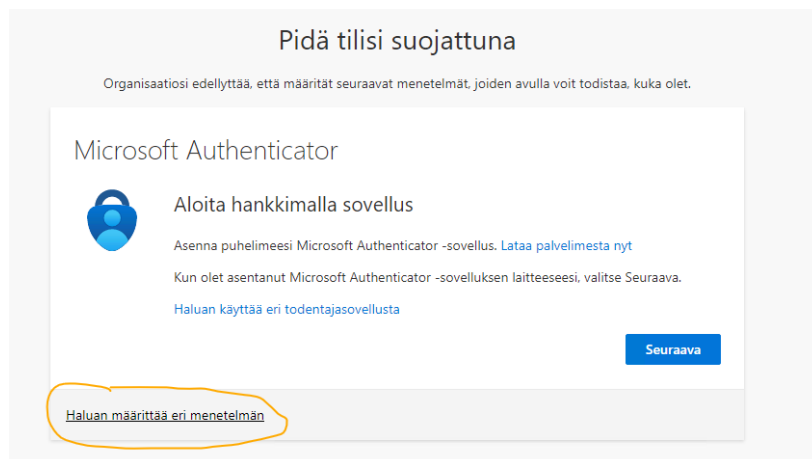 Pidä tilisi suojattuna
Organisaatiosi edellyttää, että määrität seuraavat menetelmät, joiden avulla voit todistaa, kuka olet.
Microsoft Authenticator
Aloita hankkimalla sovellus
Asenna puhelimeesi Microsoft Authenticator -sovellus. Lataa palvelimesta nyt
Kun olet asentanut Microsoft Authenticator -sovelluksen laitteeseesi, valitse Seuraava.
Haluan käyttää eri todentajasovellusta
Seuraava
Haluan määrittää eri menetelmän